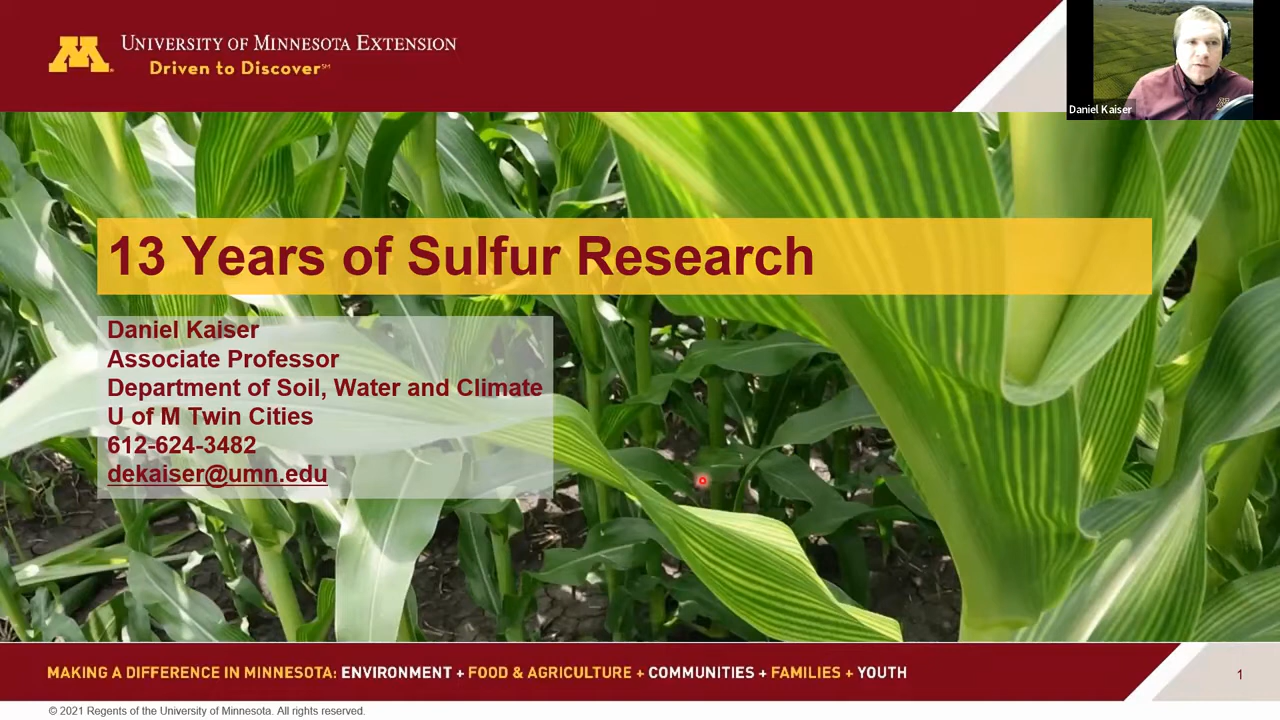 UNIVERSITY OF MINNESOTA EXTENSION
Driven to Discover℠
Daniel Kaiser
13 Years of Sulfur Research
Daniel Kaiser
Associate Professor
Department of Soil, Water and Climate
U of M Twin Cities
612-624-3482
dekaiser@umn.edu
MAKING A DIFFERENCE IN MINNESOTA: ENVIRONMENT + FOOD & AGRICULTURE + COMMUNITIES + FAMILIES + YOUTH
1
© 2021 Regents of the University of Minnesota. All rights reserved.